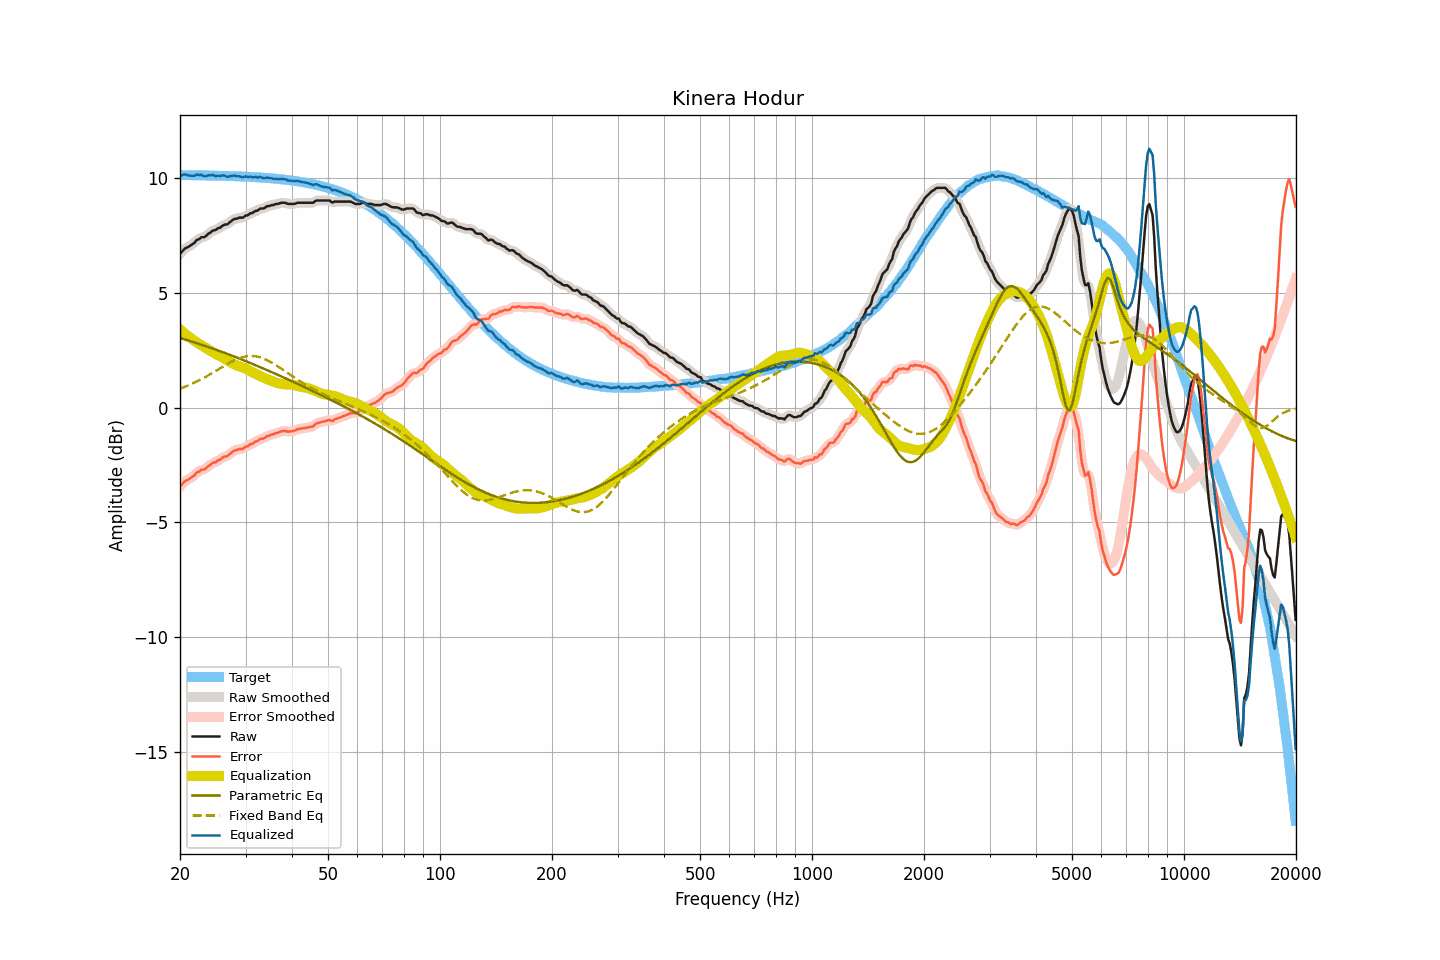 Kinera Hodur
10
5
0
−5
−10
−15
Amplitude (dBr)
Target
Raw Smoothed
Error Smoothed
Raw
Error
Equalization
Parametric Eq
Fixed Band Eq
Equalized
20 50 100 200 500 1000 2000 5000 10000 20000
Frequency (Hz)